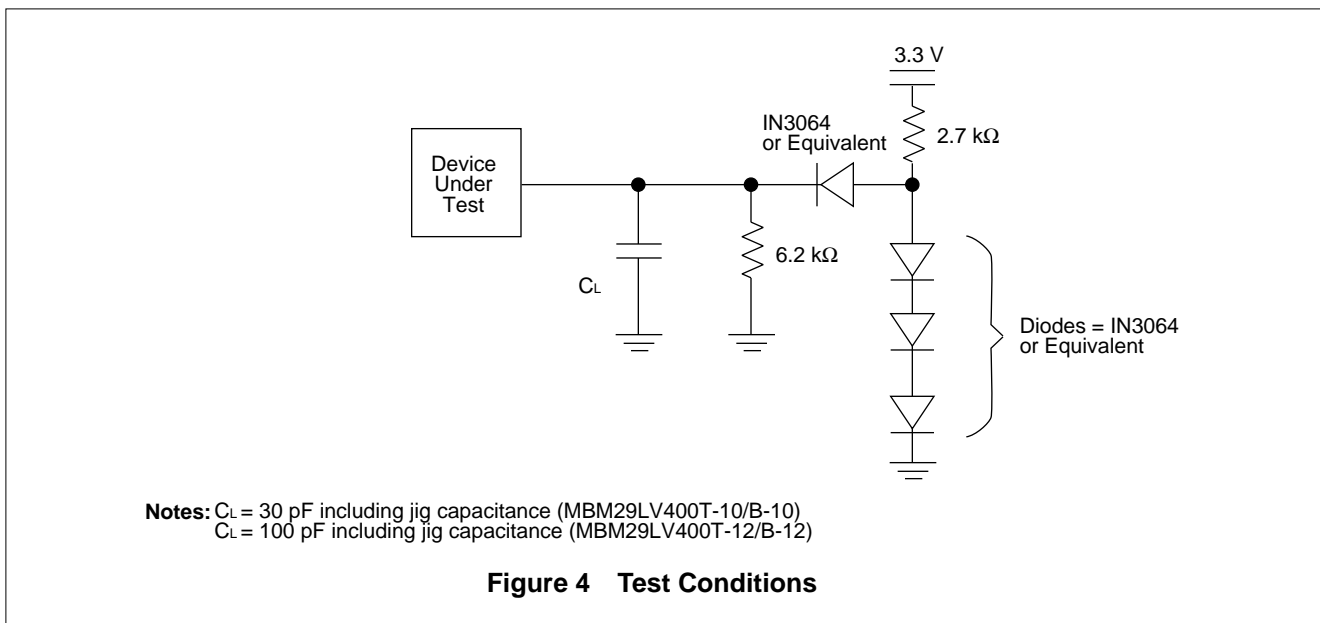 3.3 V
IN3064
or Equivalent
2.7 kΩ
Device
Under
Test
6.2 kΩ
CL
Diodes = IN3064
or Equivalent
Notes: CL = 30 pF including jig capacitance (MBM29LV400T-10/B-10)
CL = 100 pF including jig capacitance (MBM29LV400T-12/B-12)
Figure 4 Test Conditions